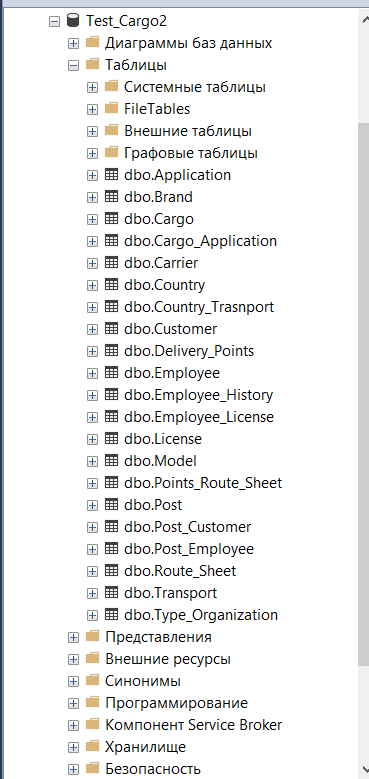 Test_Cargo2
Диаграммы баз данных
Таблицы
Системные таблицы
FileTables
Внешние таблицы
Графовые таблицы
dbo.Application
dbo.Brand
dbo.Cargo
dbo.Cargo_Application
dbo.Carrier
dbo.Country
dbo.Country_Trasnport
dbo.Customer
dbo.Delivery_Points
dbo.Employee
dbo.Employee_History
dbo.Employee_License
dbo.License
dbo.Model
dbo.Points_Route_Sheet
dbo.Post
dbo.Post_Customer
dbo.Post_Employee
dbo.Route_Sheet
dbo.Transport
dbo.Type_Organization
Представления
Внешние ресурсы
Синонимы
Программирование
Компонент Service Broker
Хранилище
Безопасность